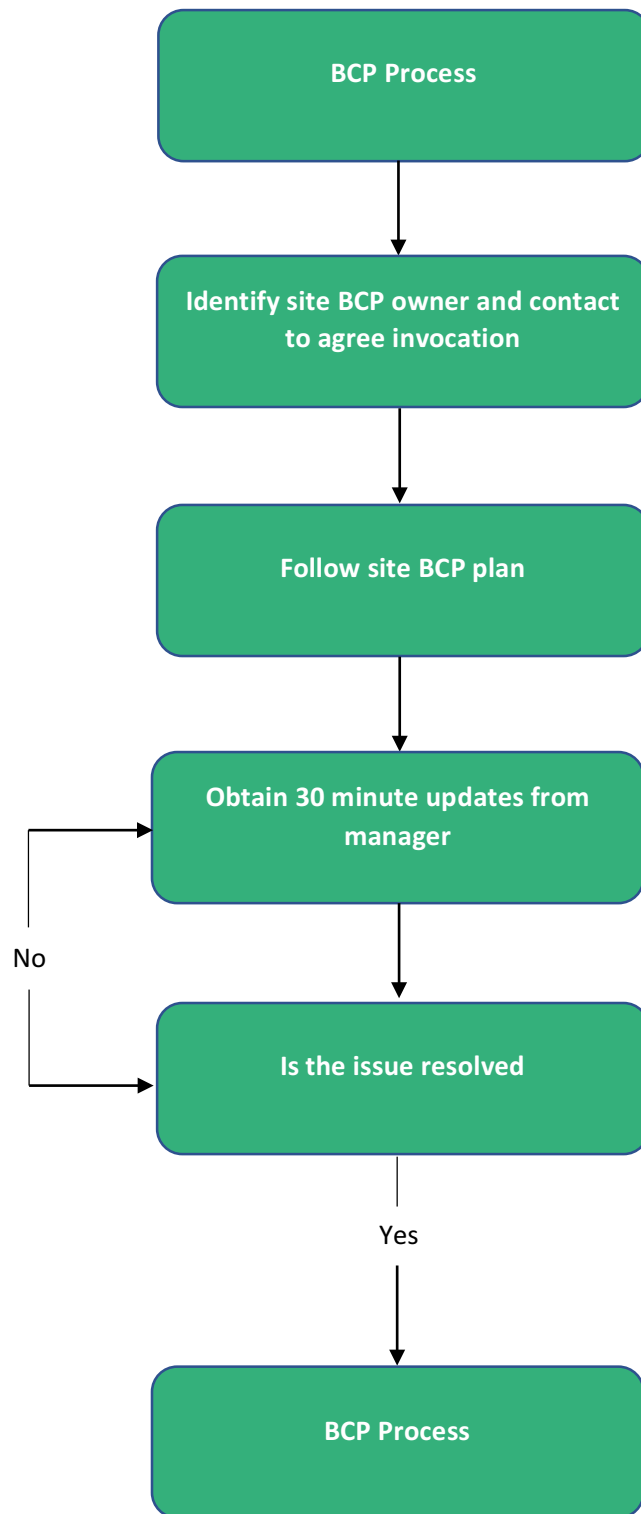 BCP Process
Identify site BCP owner and contact
to agree invocation
Follow site BCP plan
Obtain 30 minute updates from
manager
No
Is the issue resolved
Yes
BCP Process